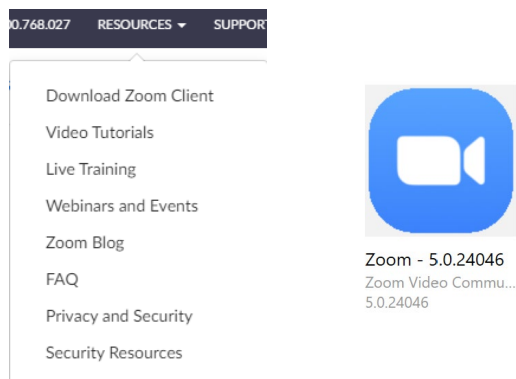 00.768.027 RESOURCES SUPPORT
Download Zoom Client
Video Tutorials
Live Training
Webinars and Events
Zoom Blog
FAQ
Privacy and Security
Security Resources
Zoom - 5.0.24046
Zoom Video Commu...
5.0.24046